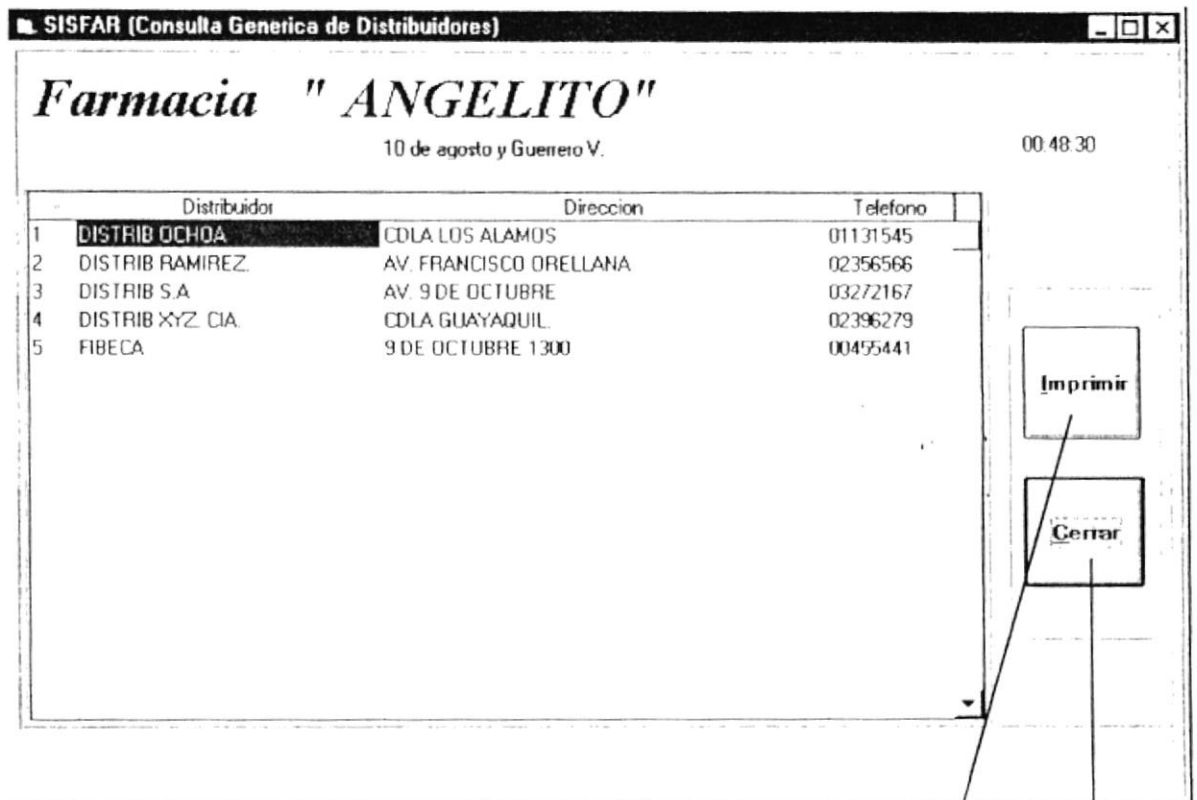 SISFAR (Consulta Generica de Distribuidores)
Farmacia " ANGELITO"
10 de agosto y Guerrero V.
00:48:30
Distribuidor Direccion Telefono
1 DISTRIB OCHOA CDLA LOS ALAMOS 01131545
2 DISTRIB RAMIREZ. AV. FRANCISCO ORELLANA 02356566
3 DISTRIB S.A AV. 9 DE OCTUBRE 03272167
4 DISTRIB XYZ. CIA. CDLA GUAYAQUIL. 02396279
5 FIBECA 9 DE OCTUBRE 1300 00455441
Imprimir
Cerrar